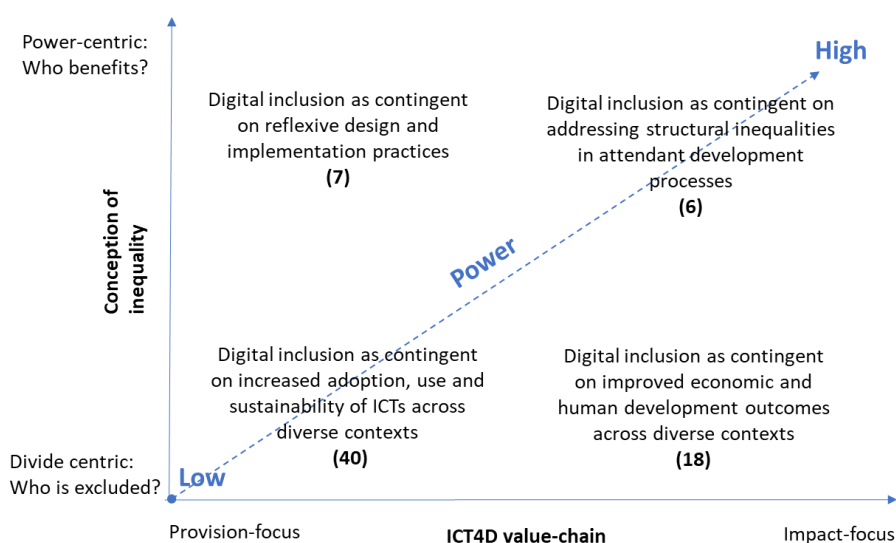 Power-centric:
Who benefits?
High
Digital inclusion as contingent
on reflexive design and
implementation practices
(7)
Digital inclusion as contingent on
addressing structural inequalities
in attendant development
processes
(6)
Conception of
inequality
Power
Digital inclusion as contingent
on increased adoption, use and
sustainability of ICTs across
diverse contexts
(40)
Digital inclusion as contingent
on improved economic and
human development outcomes
across diverse contexts
(18)
Divide centric:
Who is excluded?
Low
Provision-focus
ICT4D value-chain
Impact-focus